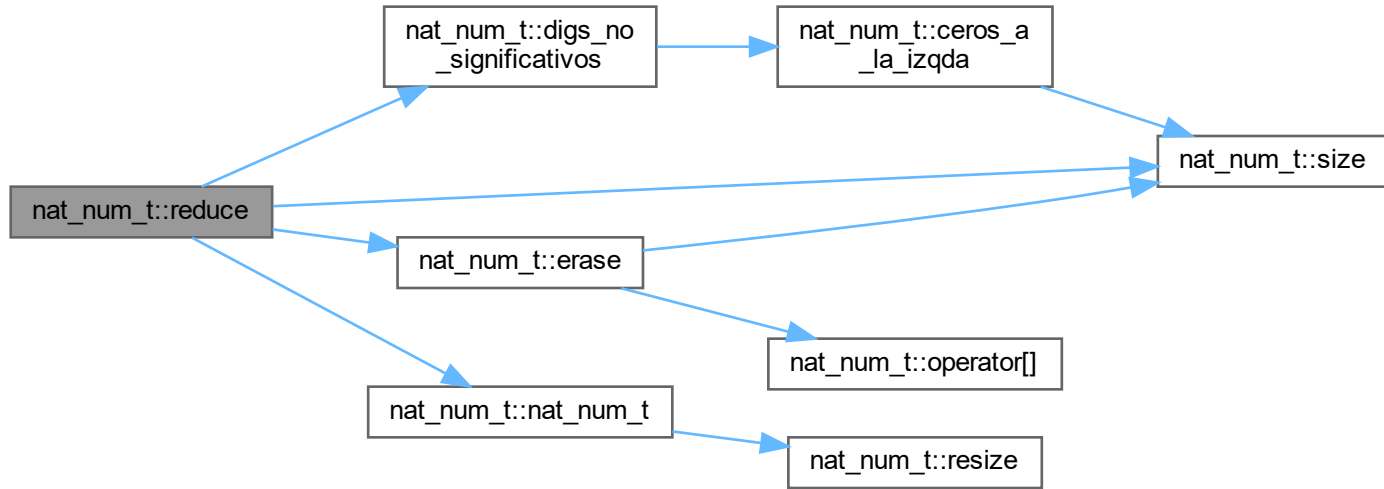 nat_num_t::digs_no
_significativos
nat_num_t::ceros_a
_la_izqda
nat_num_t::size
nat_num_t::reduce
nat_num_t::erase
nat_num_t::operator[]
nat_num_t::nat_num_t
nat_num_t::resize